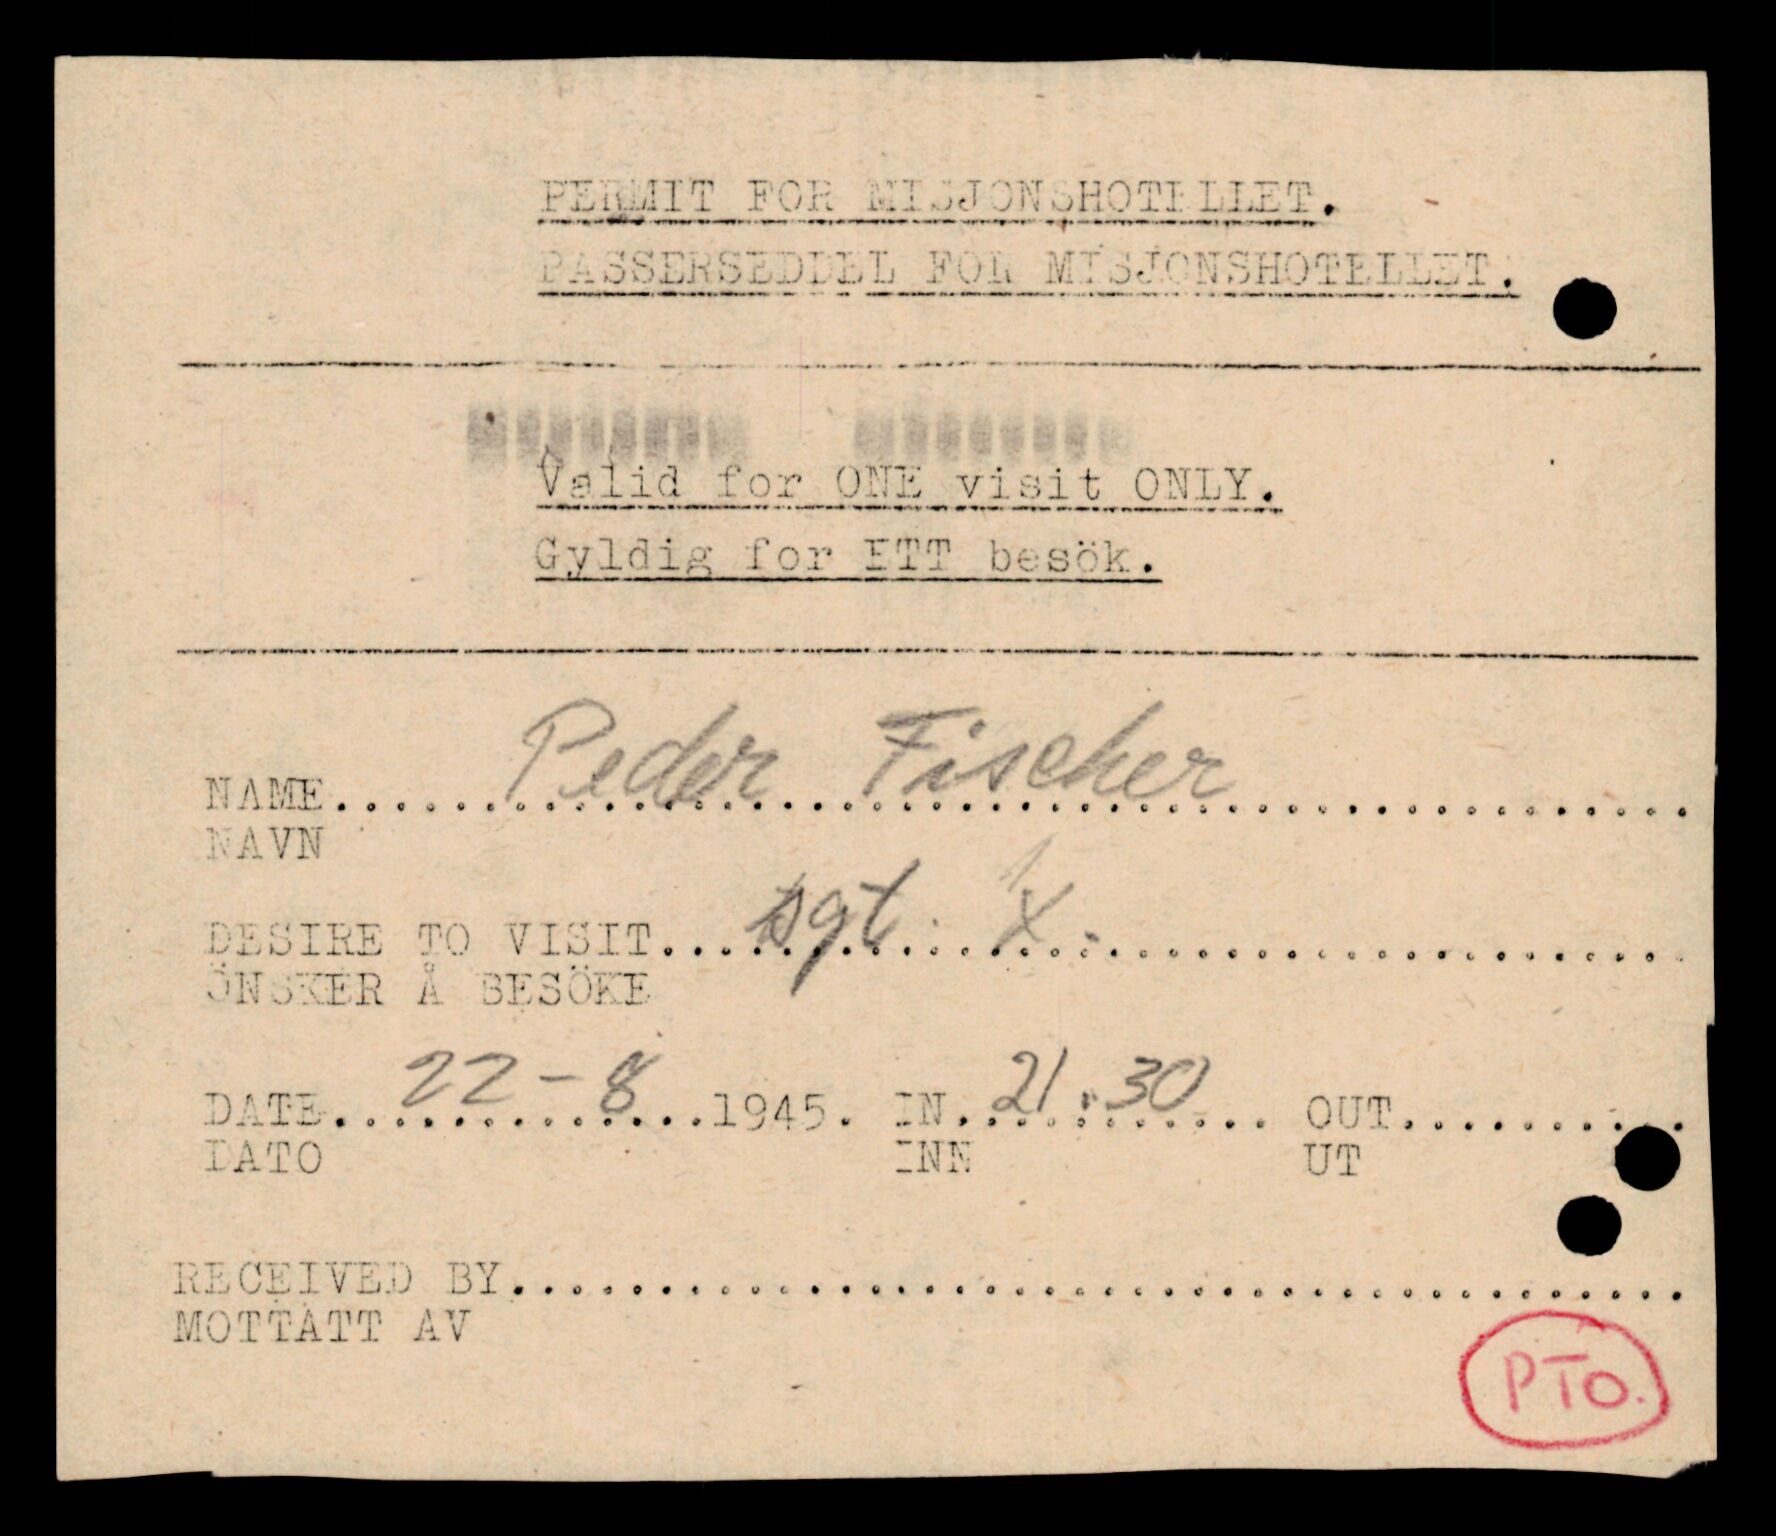 PERMIT FOR MISJONSHOTELLET.
PASSERSEDDEL FOR MISJONSHOTELLET.
Valid for ONE visit ONLY.
Gyldig for ETT besök.
NAME.......Peder Fischer.......
NAVN
DESIRE TO VISIT...sgt. X.......
ÖNSKER Å BESÖKE
DATE...22-8...1945. IN.21.30... OUT..........
DATO INN UT
RECEIVED BY........................................
MOTTATT AV
PTO.